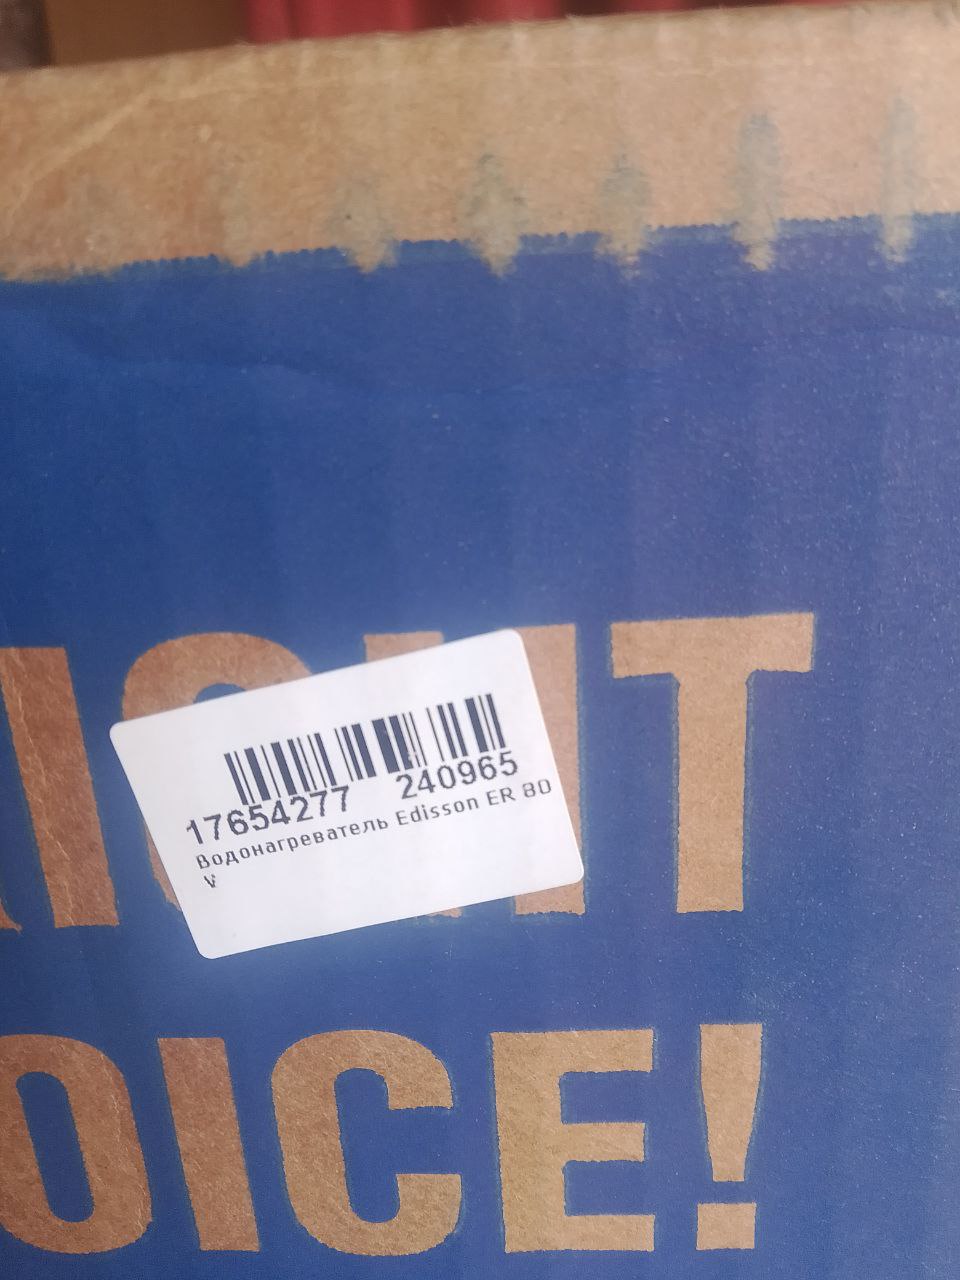 17654277 240965
Водонагреватель Edisson ER 80
V
OICE!